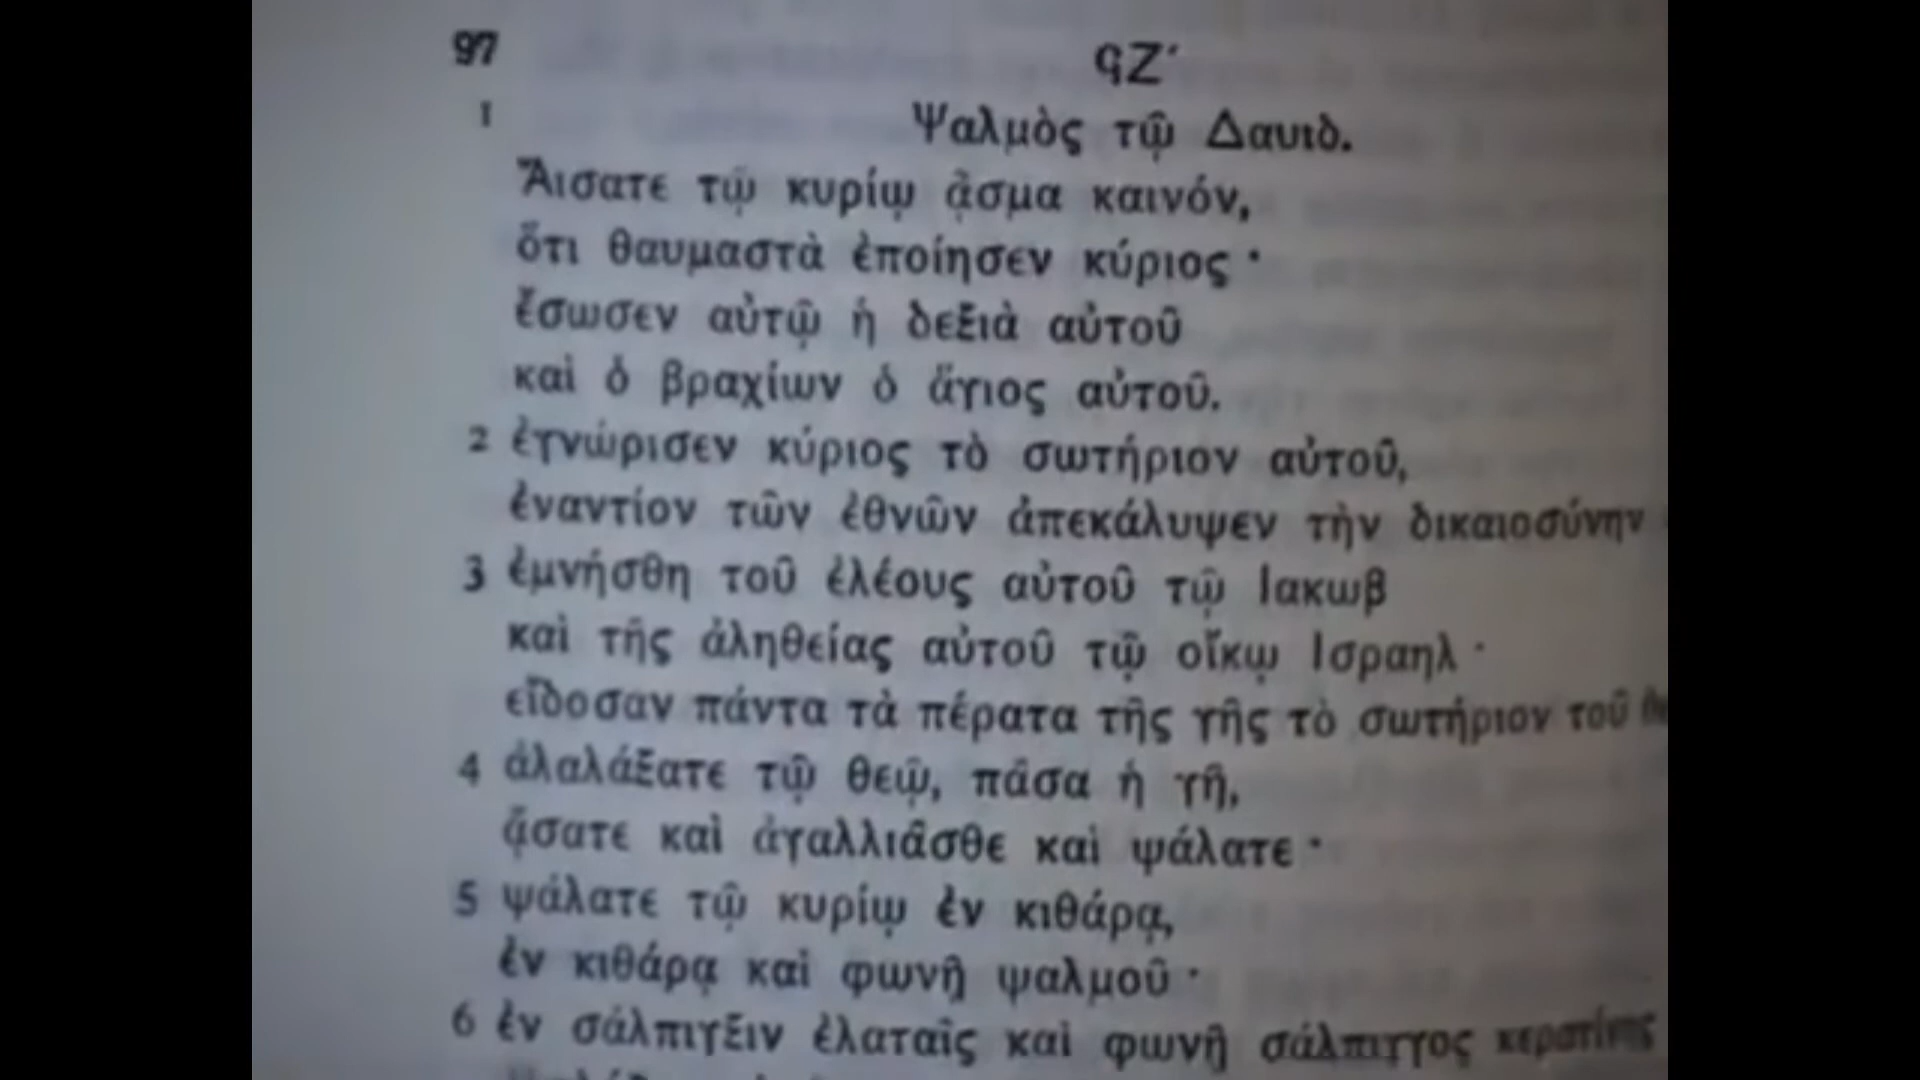 97
ϟΖʹ
1 Ψαλμὸς τῷ Δαυιδ.
Ἄισατε τῷ κυρίῳ ᾆσμα καινόν,
ὅτι θαυμαστὰ ἐποίησεν κύριος·
ἔσωσεν αὐτῷ ἡ δεξιὰ αὐτοῦ
καὶ ὁ βραχίων ὁ ἅγιος αὐτοῦ.
2 ἐγνώρισεν κύριος τὸ σωτήριον αὐτοῦ,
ἐναντίον τῶν ἐθνῶν ἀπεκάλυψεν τὴν δικαιοσύνην
3 ἐμνήσθη τοῦ ἐλέους αὐτοῦ τῷ Ιακωβ
καὶ τῆς ἀληθείας αὐτοῦ τῷ οἴκῳ Ισραηλ·
εἴδοσαν πάντα τὰ πέρατα τῆς γῆς τὸ σωτήριον τοῦ
4 ἀλαλάξατε τῷ θεῷ, πᾶσα ἡ γῆ,
ᾄσατε καὶ ἀγαλλιᾶσθε καὶ ψάλατε·
5 ψάλατε τῷ κυρίῳ ἐν κιθάρᾳ,
ἐν κιθάρᾳ καὶ φωνῇ ψαλμοῦ·
6 ἐν σάλπιγξιν ἐλαταῖς καὶ φωνῇ σάλπιγγος κερατίνης